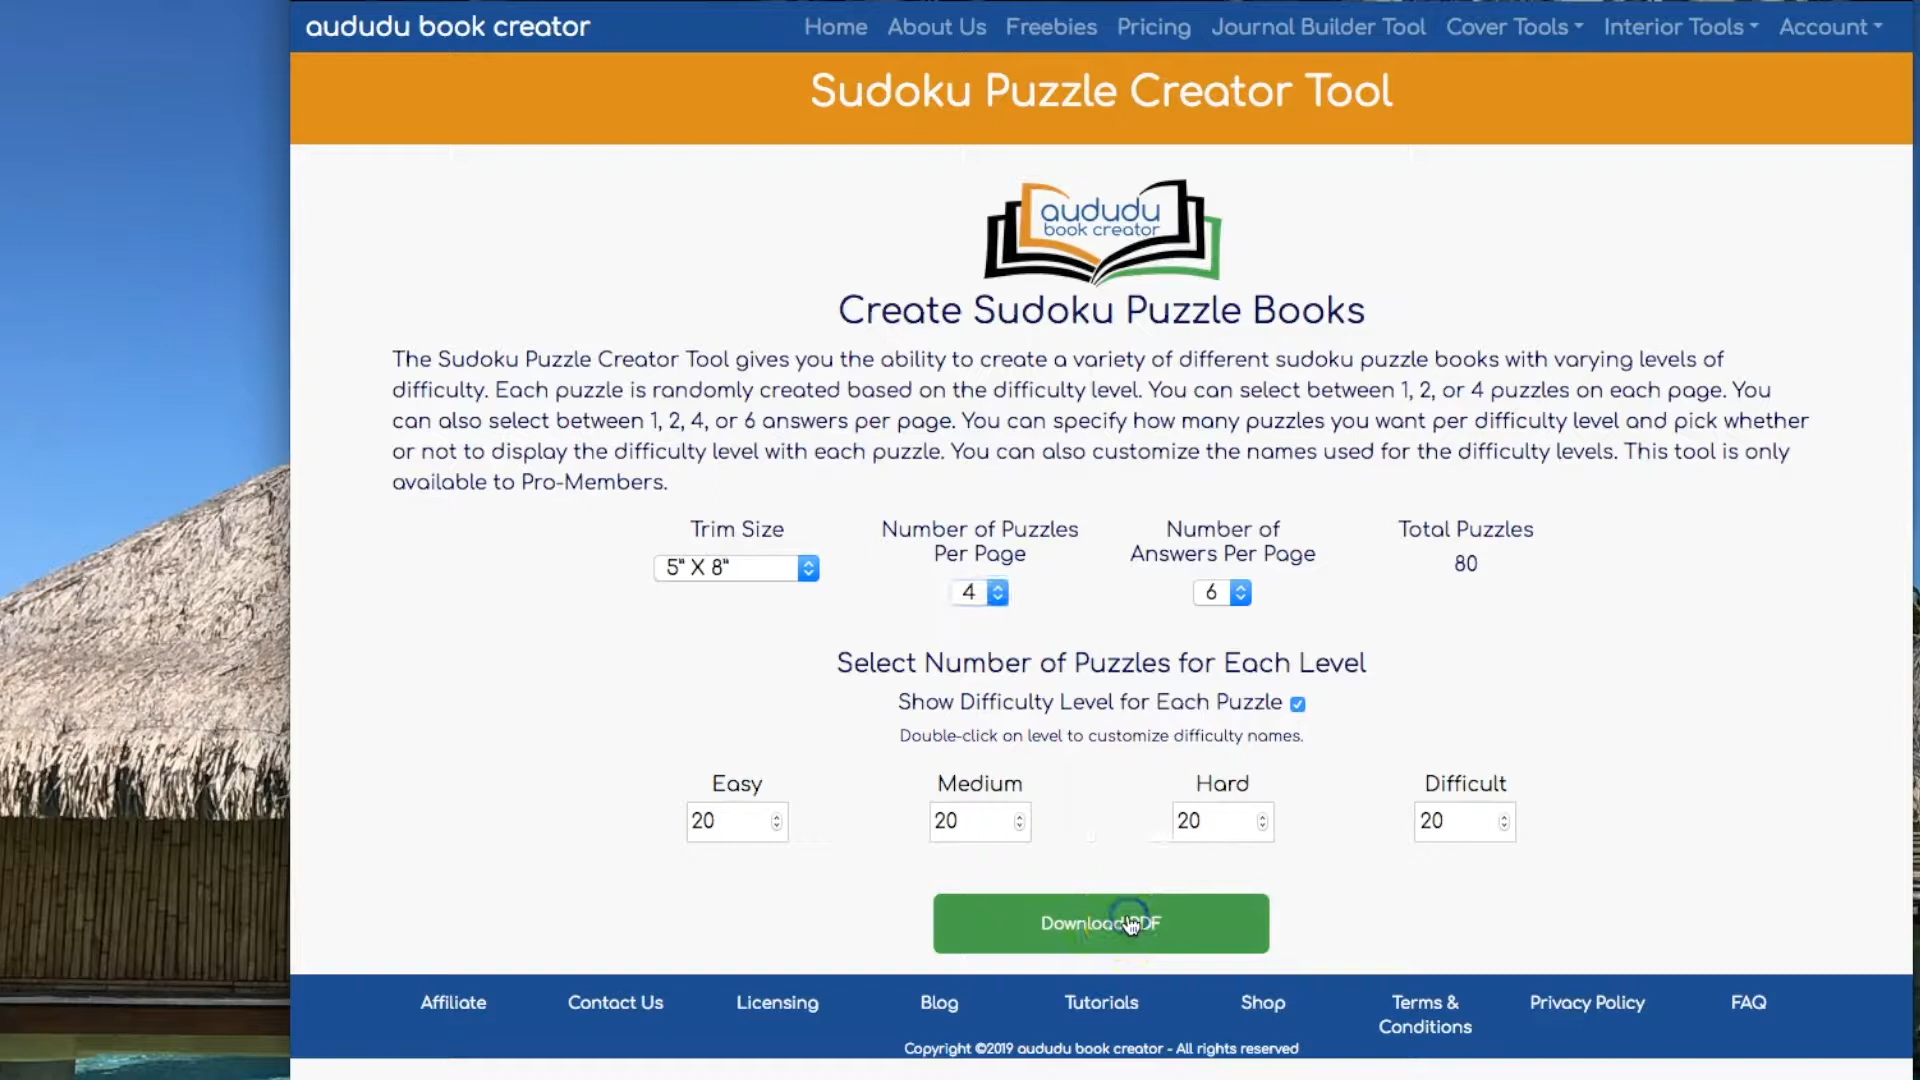 aududu book creator
Home About Us Freebies Pricing Journal Builder Tool Cover Tools Interior Tools Account
Sudoku Puzzle Creator Tool
aududu
book creator
Create Sudoku Puzzle Books
The Sudoku Puzzle Creator Tool gives you the ability to create a variety of different sudoku puzzle books with varying levels of
difficulty. Each puzzle is randomly created based on the difficulty level. You can select between 1, 2, or 4 puzzles on each page. You
can also select between 1, 2, 4, or 6 answers per page. You can specify how many puzzles you want per difficulty level and pick whether
or not to display the difficulty level with each puzzle. You can also customize the names used for the difficulty levels. This tool is only
available to Pro-Members.
Trim Size
5" X 8"
Number of Puzzles
Per Page
4
Number of
Answers Per Page
6
Total Puzzles
80
Select Number of Puzzles for Each Level
Show Difficulty Level for Each Puzzle
Double-click on level to customize difficulty names.
Easy Medium Hard Difficult
20 20 20 20
Download PDF
Affiliate Contact Us Licensing Blog Tutorials Shop Terms & Privacy Policy FAQ
Conditions
Copyright ©2019 aududu book creator - All rights reserved